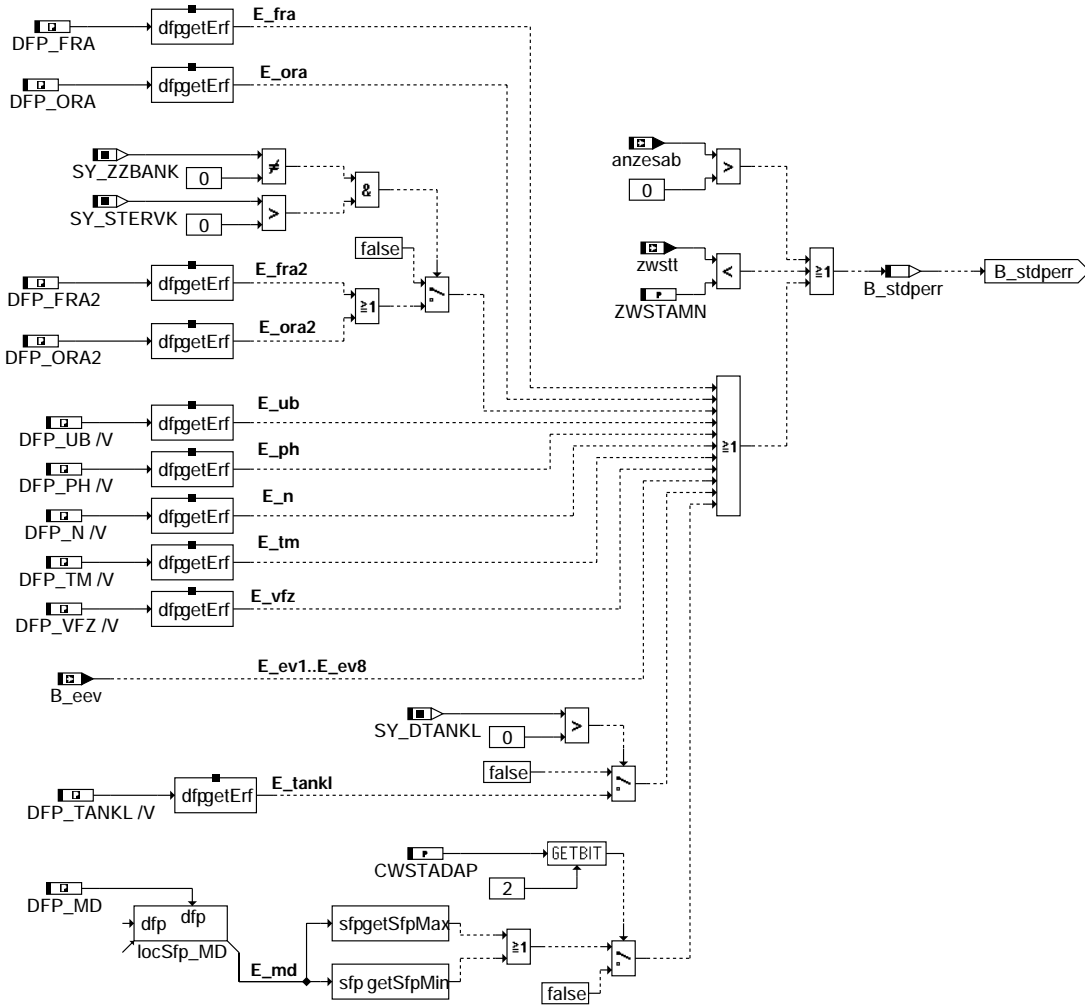 E_fra
dfpgetErf
DFP_FRA
E_ora
dfpgetErf
DFP_ORA
SY_ZZBANK
0
≠
SY_STERVK
0
>
&
false
E_fra2
dfpgetErf
DFP_FRA2
≥1
E_ora2
dfpgetErf
DFP_ORA2
anzesab
0
>
zwstt
<
ZWSTAMN
≥1
B_stdperr
B_stdperr
E_ub
dfpgetErf
DFP_UB /V
E_ph
dfpgetErf
DFP_PH /V
≥1
E_n
dfpgetErf
DFP_N /V
E_tm
dfpgetErf
DFP_TM /V
E_vfz
dfpgetErf
DFP_VFZ /V
E_ev1..E_ev8
B_eev
SY_DTANKL
0
>
false
E_tankl
dfpgetErf
DFP_TANKL /V
CWSTADAP
GETBIT
2
DFP_MD
dfp
dfp
locSfp_MD
E_md
sfpgetSfpMax
≥1
sfp getSfpMin
false